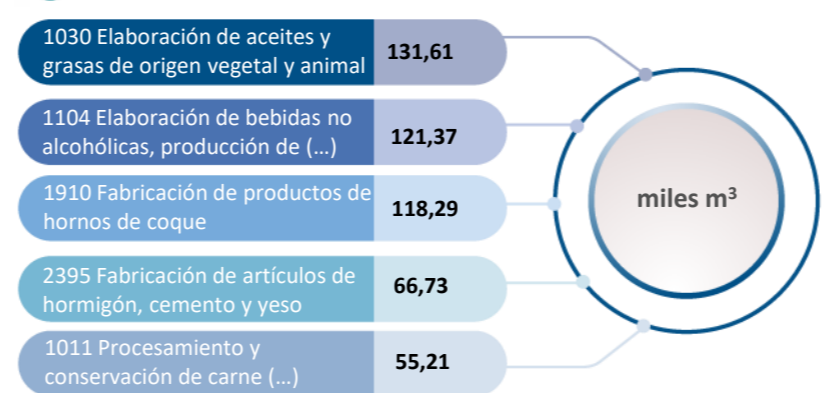 1030 Elaboración de aceites y
grasas de origen vegetal y animal
131,61
1104 Elaboración de bebidas no
alcohólicas, producción de (...)
121,37
1910 Fabricación de productos de
hornos de coque
118,29
2395 Fabricación de artículos de
hormigón, cemento y yeso
66,73
1011 Procesamiento y
conservación de carne (...)
55,21
miles m³